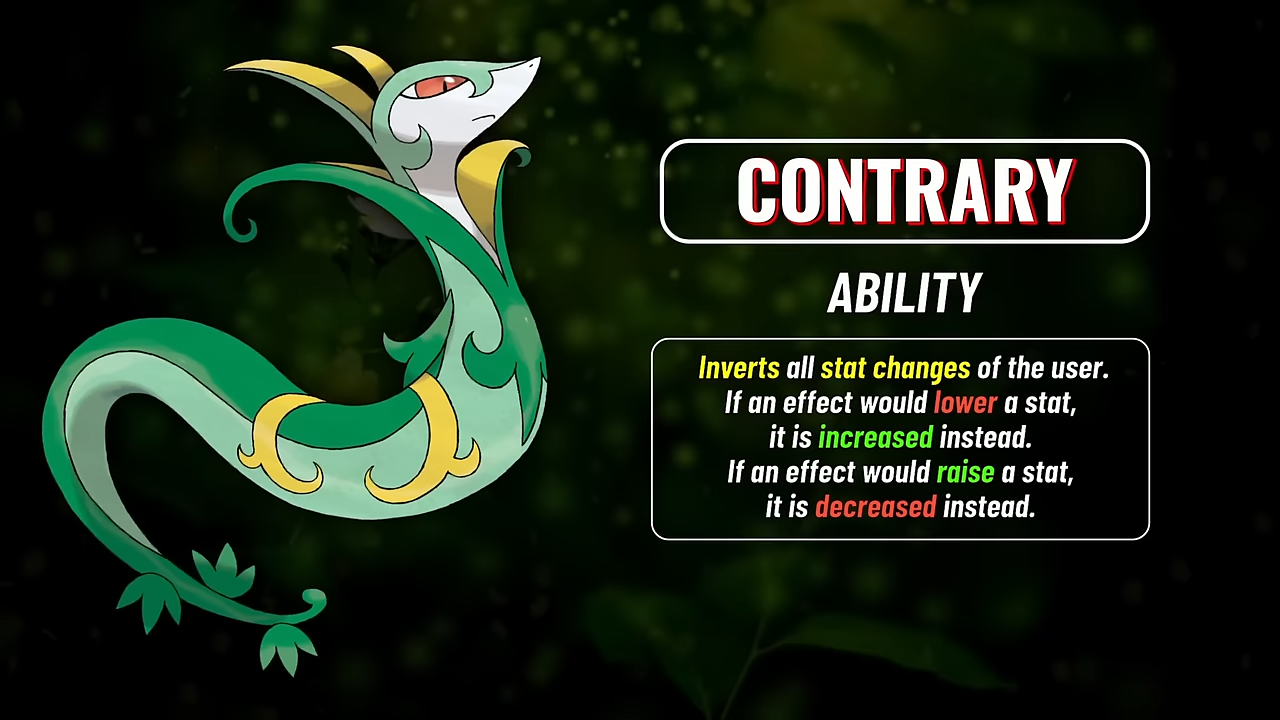 CONTRARY
ABILITY
Inverts all stat changes of the user.
If an effect would lower a stat,
it is increased instead.
If an effect would raise a stat,
it is decreased instead.